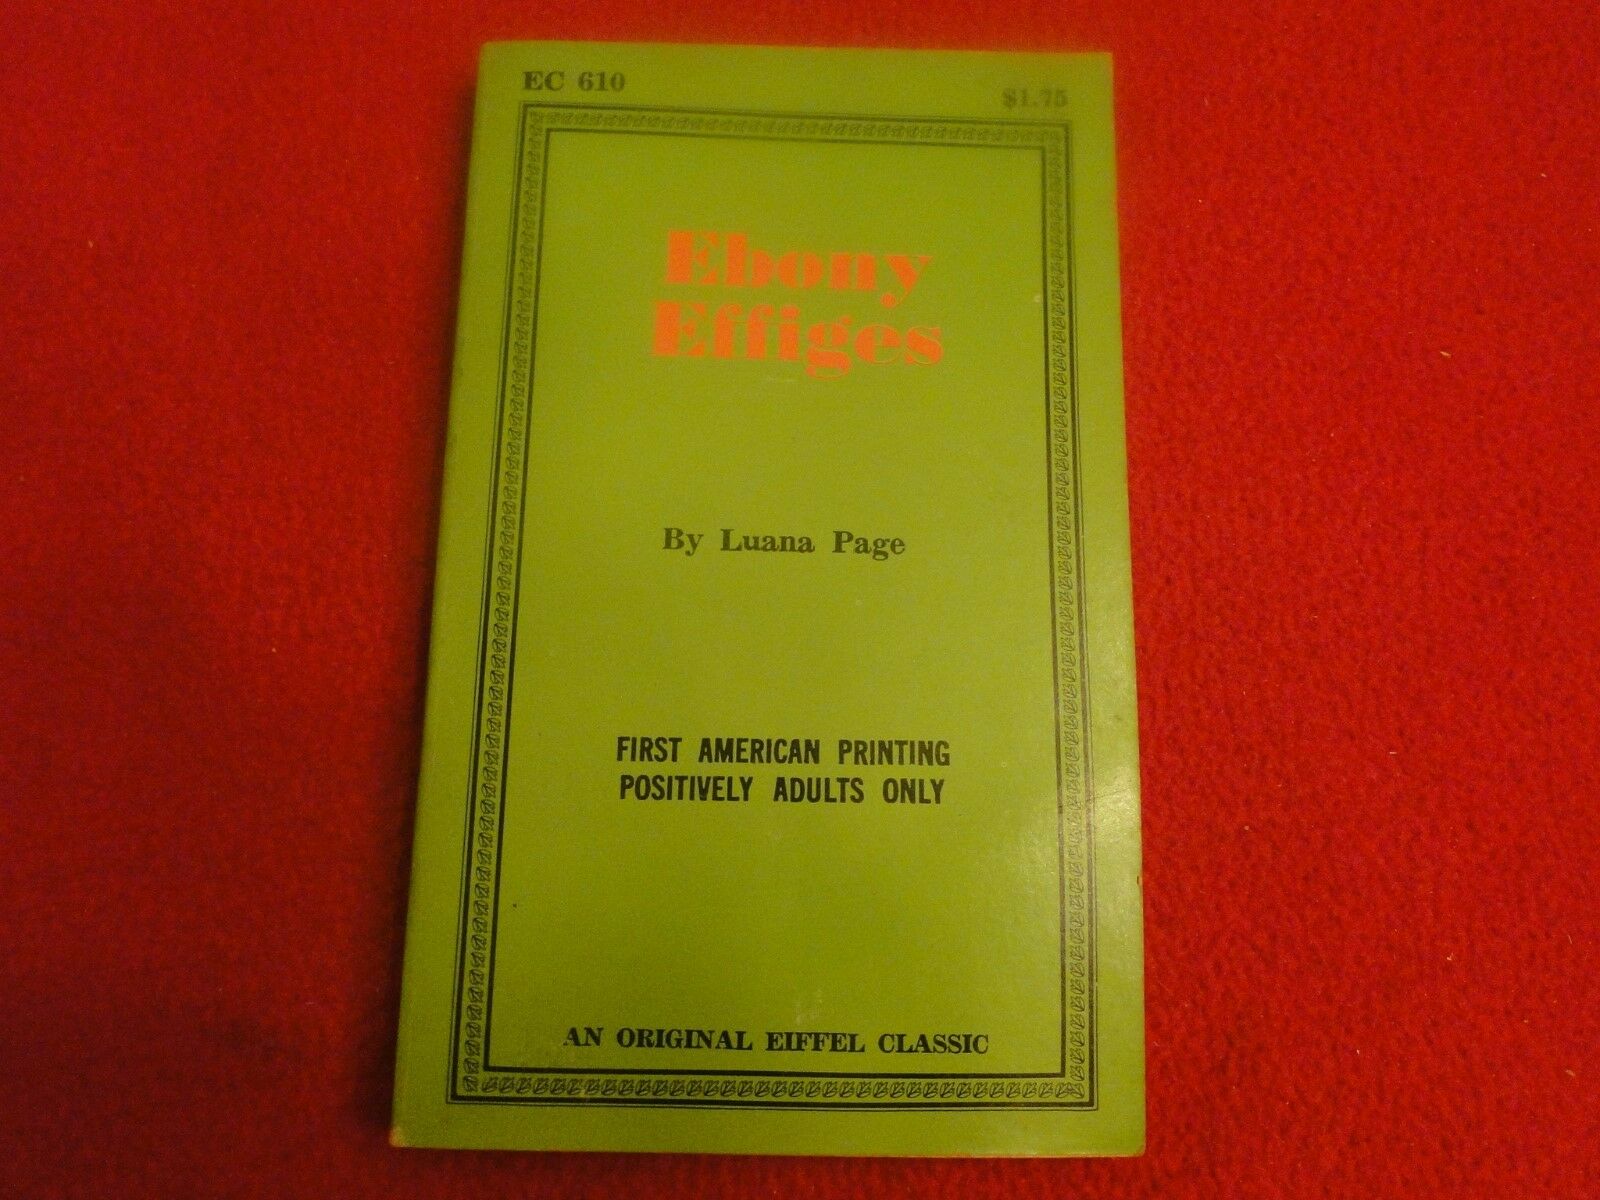 EC 610
$1.75
Ebony
Effiges
By Luana Page
FIRST AMERICAN PRINTING
POSITIVELY ADULTS ONLY
AN ORIGINAL EIFFEL CLASSIC